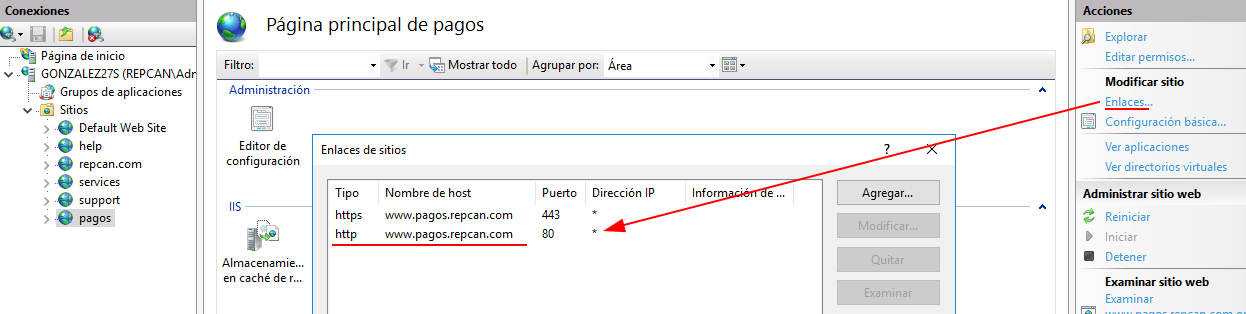 Conexiones
Página de inicio
GONZALEZ27S (REPCAN\Adn
Grupos de aplicaciones
Sitios
Default Web Site
help
repcan.com
services
support
pagos
Página principal de pagos
Filtro:
Ir
Mostrar todo
Agrupar por:
Área
Administración
Editor de
configuración
IIS
Almacenamie...
en caché de r...
Enlaces de sitios
?
Tipo Nombre de host Puerto Dirección IP Información de ...
https www.pagos.repcan.com 443 *
http www.pagos.repcan.com 80 *
Agregar...
Modificar...
Quitar
Examinar
Acciones
Explorar
Editar permisos...
Modificar sitio
Enlaces...
Configuración básica...
Ver aplicaciones
Ver directorios virtuales
Administrar sitio web
Reiniciar
Iniciar
Detener
Examinar sitio web
Examinar